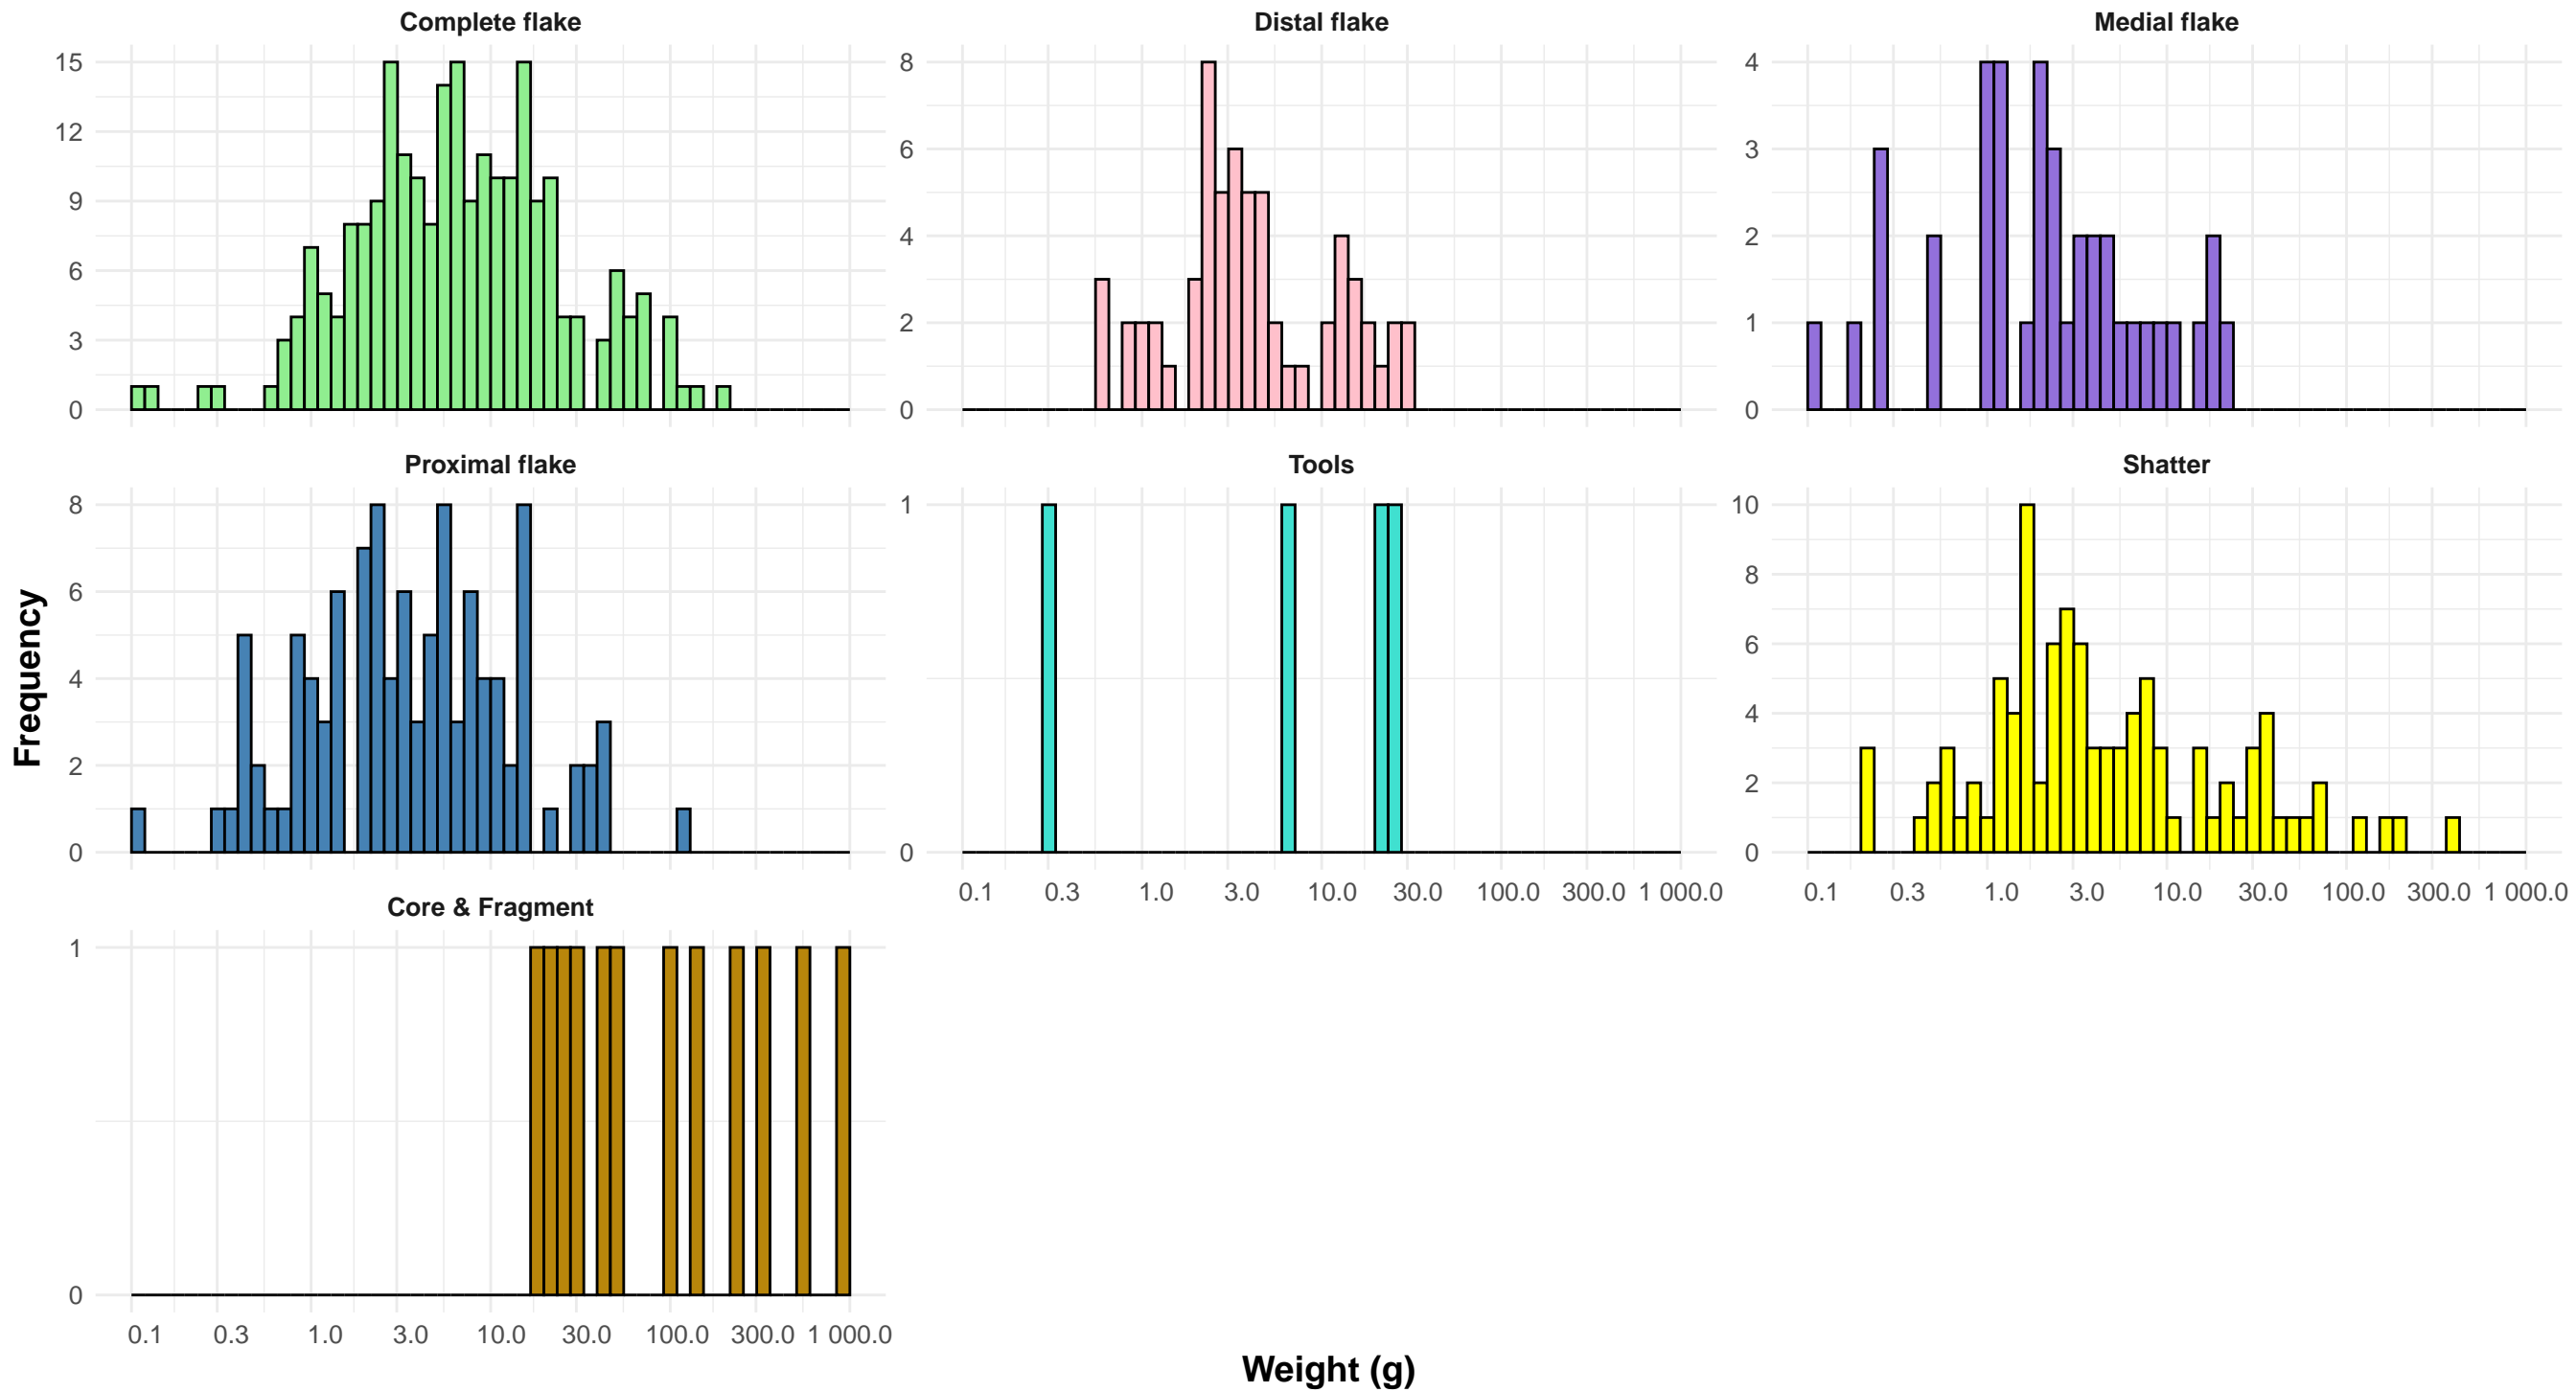 Complete flake
15
12
9
6
3
0
Distal flake
8
6
4
2
0
Medial flake
4
3
2
1
0
Proximal flake
8
6
4
2
0
Tools
1
0
0.1 0.3 1.0 3.0 10.0 30.0 100.0 300.0 1 000.0
Shatter
10
8
6
4
2
0
0.1 0.3 1.0 3.0 10.0 30.0 100.0 300.0 1 000.0
Core & Fragment
1
0
0.1 0.3 1.0 3.0 10.0 30.0 100.0 300.0 1 000.0
Frequency
Weight (g)